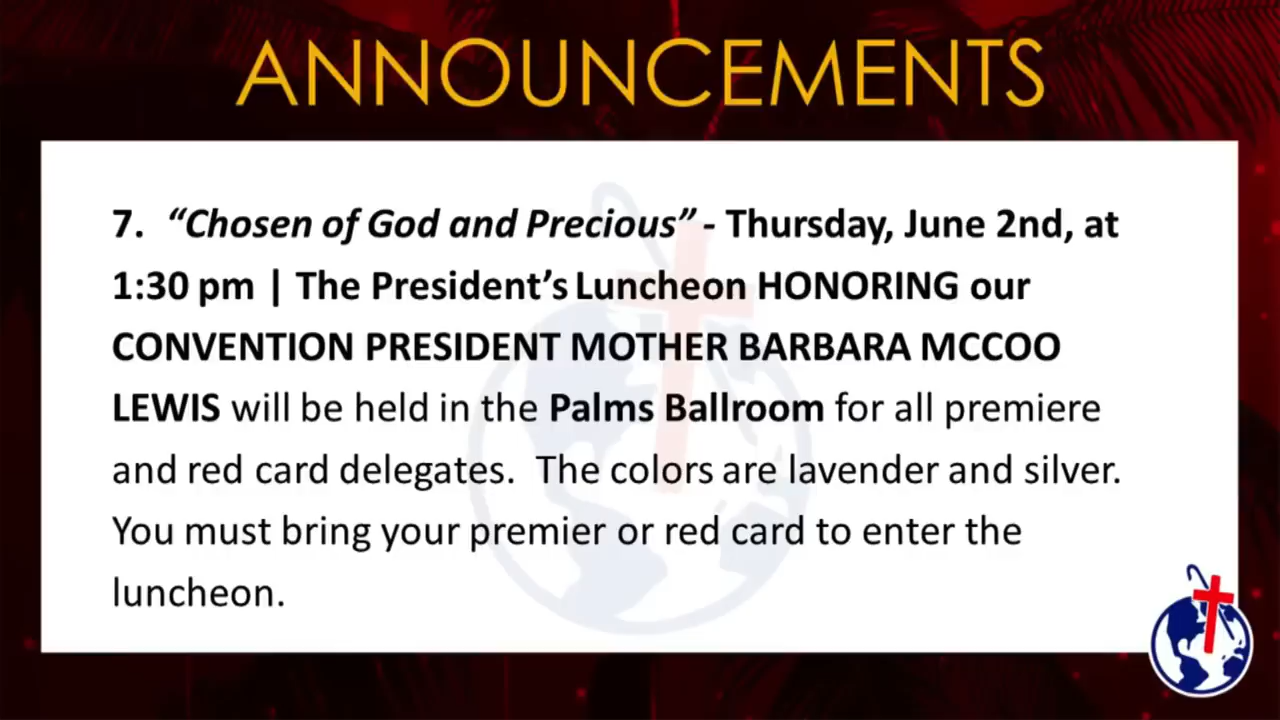 ANNOUNCEMENTS
7. “Chosen of God and Precious” - Thursday, June 2nd, at
1:30 pm | The President’s Luncheon HONORING our
CONVENTION PRESIDENT MOTHER BARBARA MCCOO
LEWIS will be held in the Palms Ballroom for all premiere
and red card delegates. The colors are lavender and silver.
You must bring your premier or red card to enter the
luncheon.